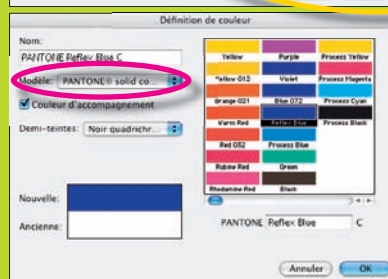 Définition de couleur
Nom:
PANTONE Reflex Blue C
Modèle: PANTONE® solid co...
Couleur d'accompagnement
Demi-teintes: Noir quadrichr...
Nouvelle:
Ancienne:
Yellow Purple Process Yellow
Yellow 012 Violet Process Magenta
Orange 021 Blue 072 Process Cyan
Warm Red Reflex Blue Process Black
Red 032 Process Blue
Rubine Red Green
Rhodamine Red Black
PANTONE Reflex Blue C
Annuler OK